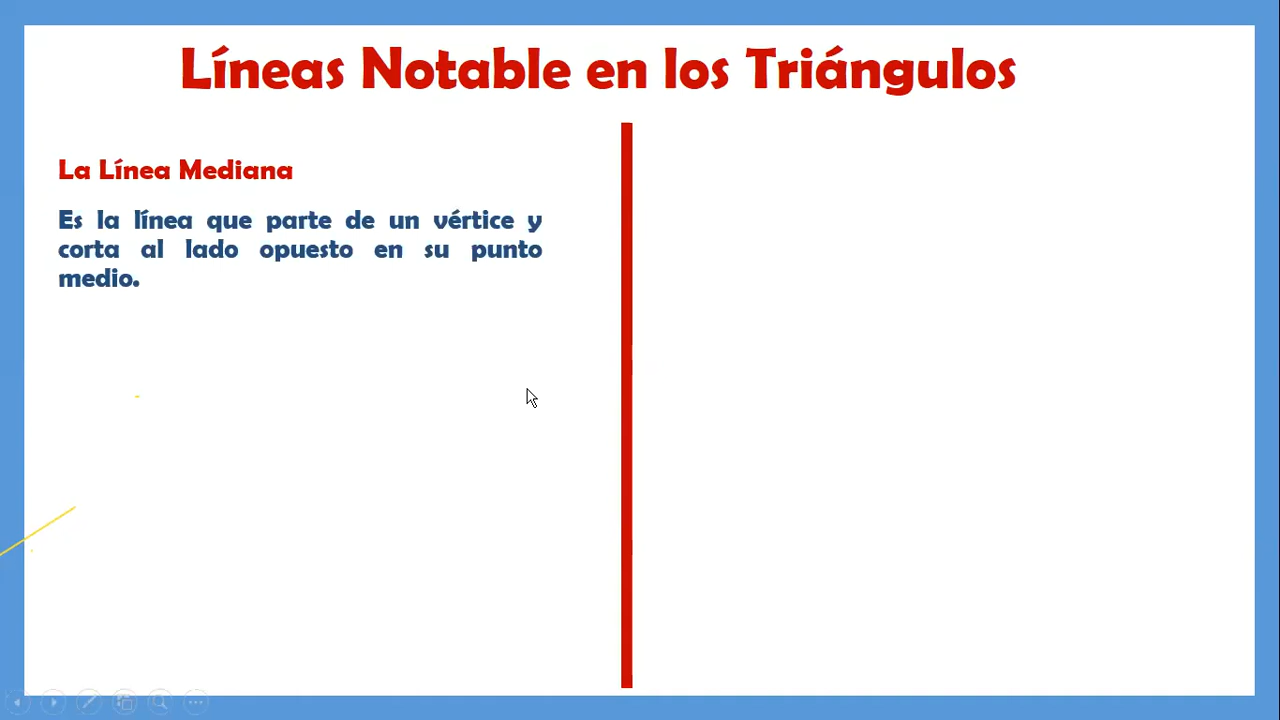 Líneas Notable en los Triángulos
La Línea Mediana
Es la línea que parte de un vértice y
corta al lado opuesto en su punto
medio.